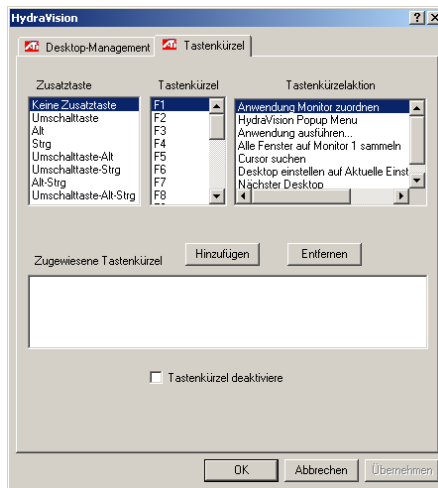 HydraVision
Desktop-Management
Tastenkürzel
Zusatztaste
Tastenkürzel
Tastenkürzelaktion
Keine Zusatztaste
Umschalttaste
Alt
Strg
Umschalttaste-Alt
Umschalttaste-Strg
Alt-Strg
Umschalttaste-Alt-Strg
F1
F2
F3
F4
F5
F6
F7
F8
Anwendung Monitor zuordnen
HydraVision Popup Menu
Anwendung ausführen...
Alle Fenster auf Monitor 1 sammeln
Cursor suchen
Desktop einstellen auf Aktuelle Einst
Nächster Desktop
Zugewiesene Tastenkürzel
Hinzufügen
Entfernen
Tastenkürzel deaktiviere
OK
Abbrechen
Übernehmen